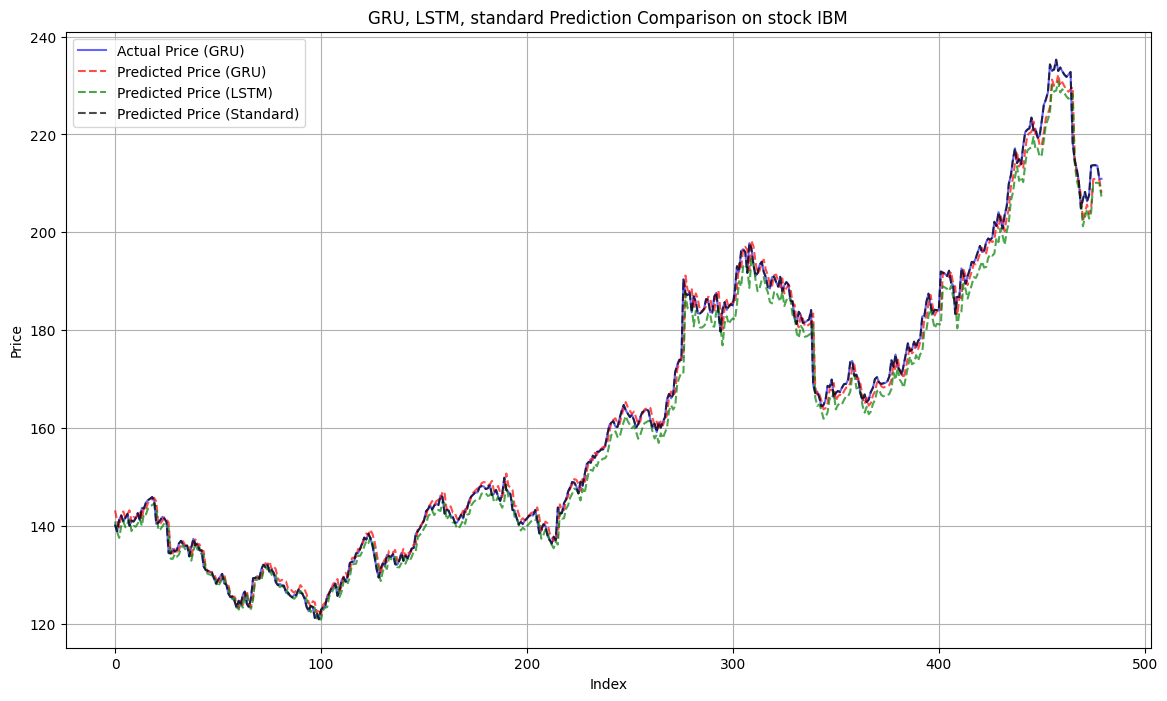 GRU, LSTM, standard Prediction Comparison on stock IBM
240
220
200
180
160
140
120
Price
Actual Price (GRU)
Predicted Price (GRU)
Predicted Price (LSTM)
Predicted Price (Standard)
0
100
200
300
400
500
Index